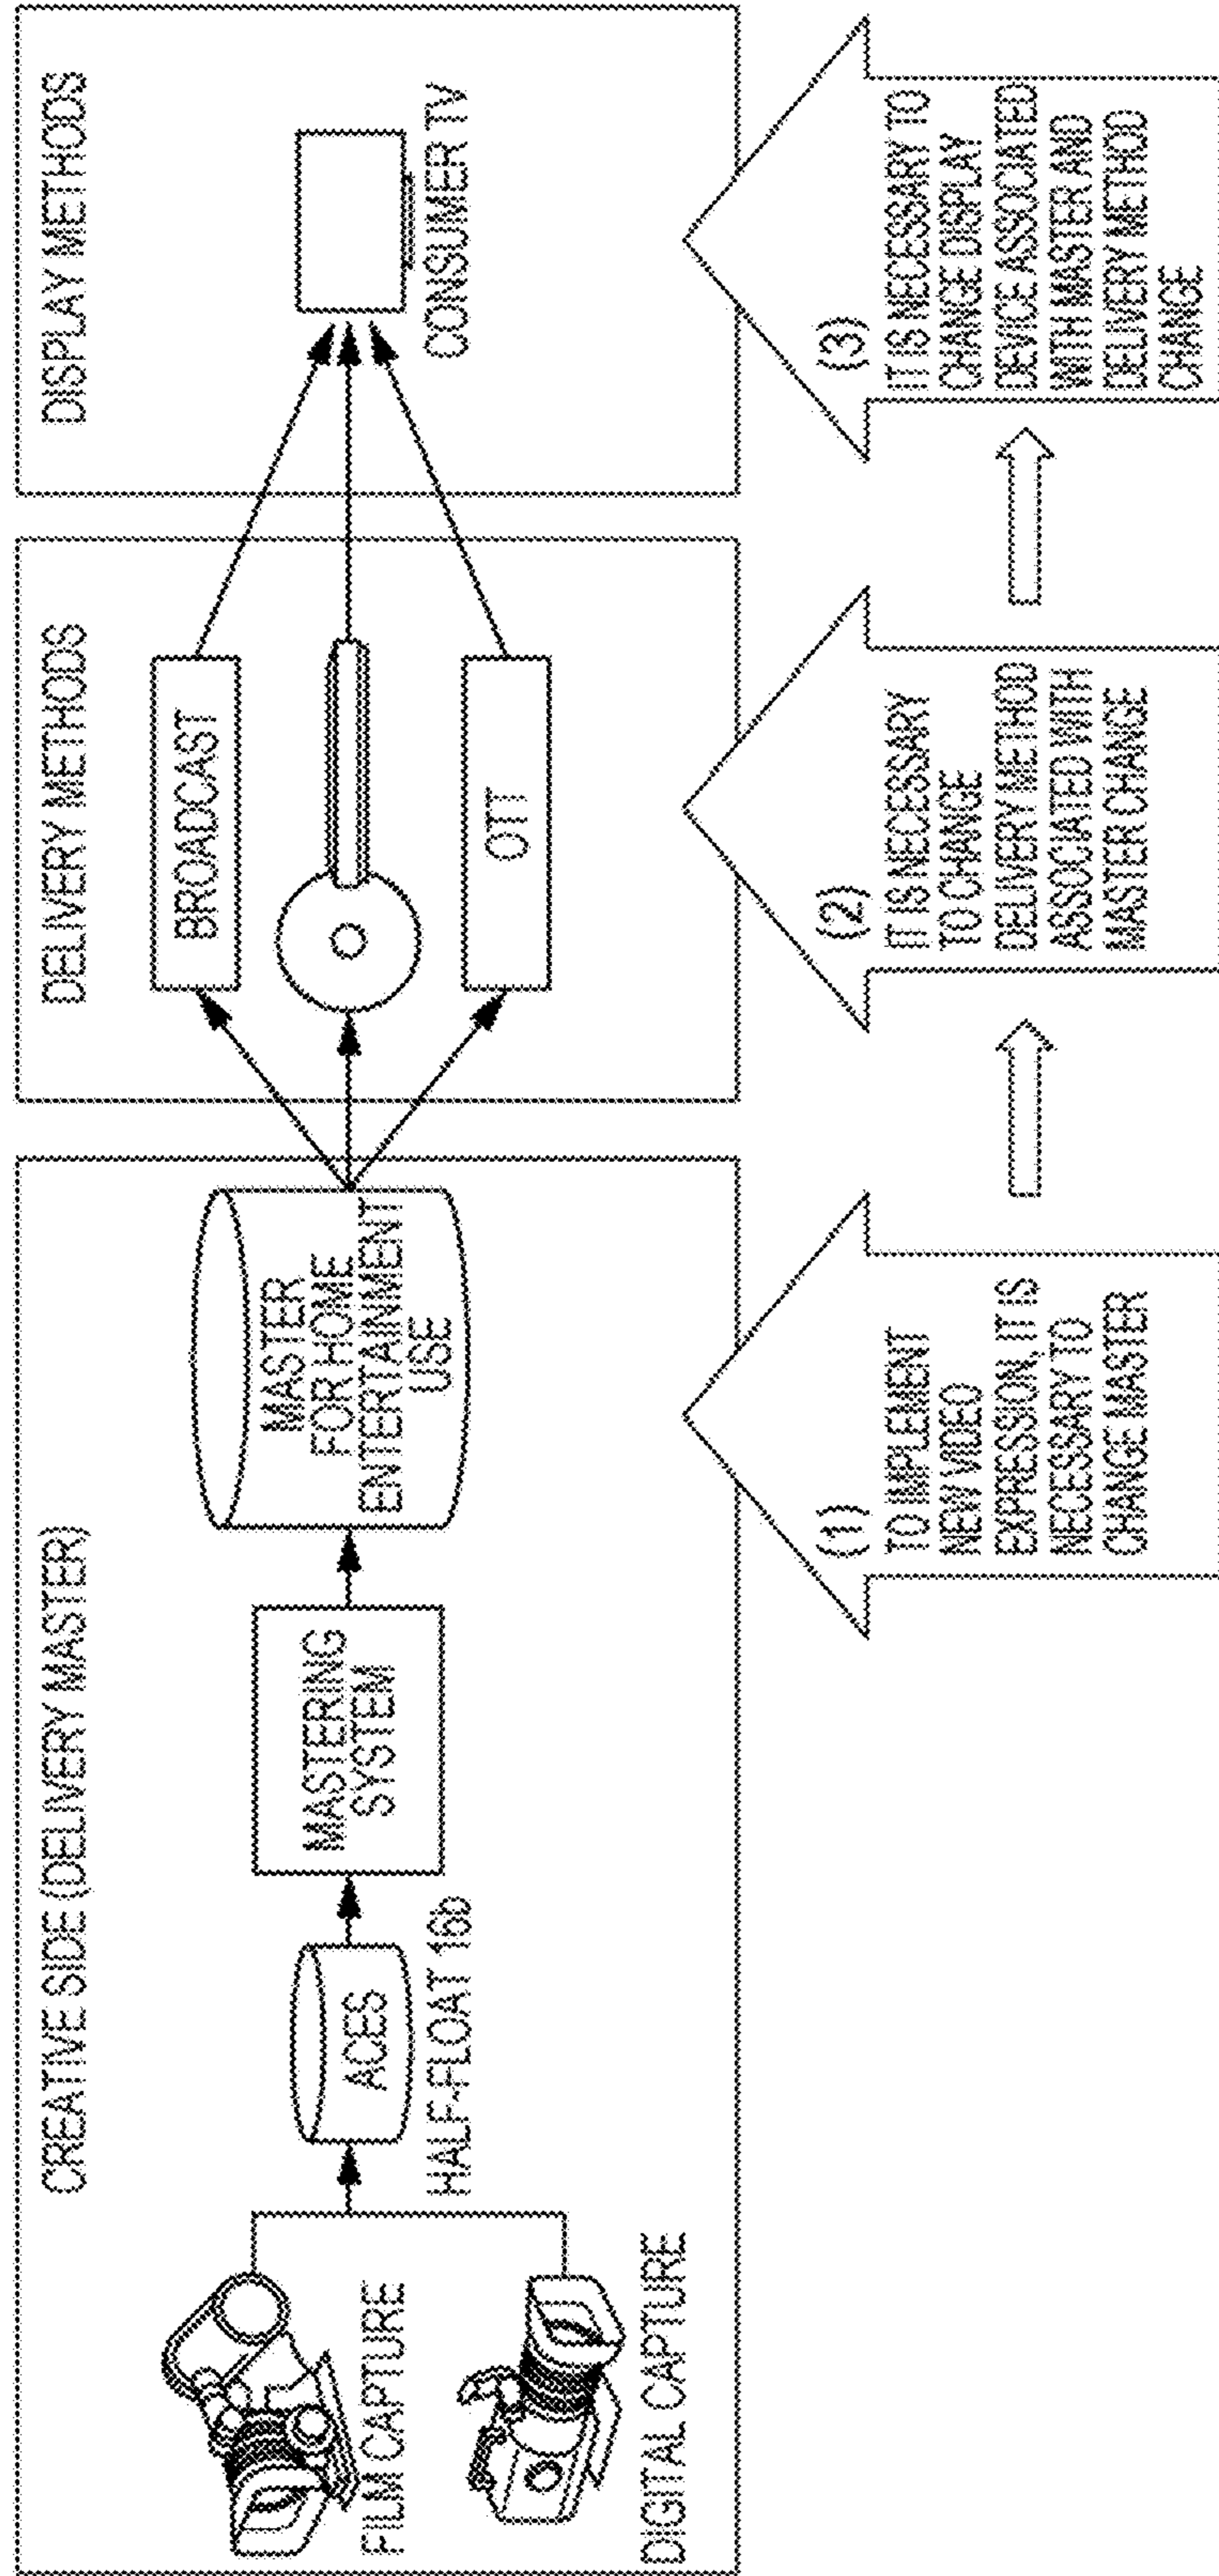 CREATIVE SIDE (DELIVERY MASTER)
FILM CAPTURE
DIGITAL CAPTURE
ACES
HALF-FLOAT 16b
MASTERING
SYSTEM
MASTER
FOR HOME
ENTERTAINMENT
USE
DELIVERY METHODS
BROADCAST
OTT
DISPLAY METHODS
CONSUMER TV
(1)
TO IMPLEMENT
NEW VIDEO
EXPRESSION, IT IS
NECESSARY TO
CHANGE MASTER
(2)
IT IS NECESSARY
TO CHANGE
DELIVERY METHOD
ASSOCIATED WITH
MASTER CHANGE
(3)
IT IS NECESSARY TO
CHANGE DISPLAY
DEVICE ASSOCIATED
WITH MASTER AND
DELIVERY METHOD
CHANGE